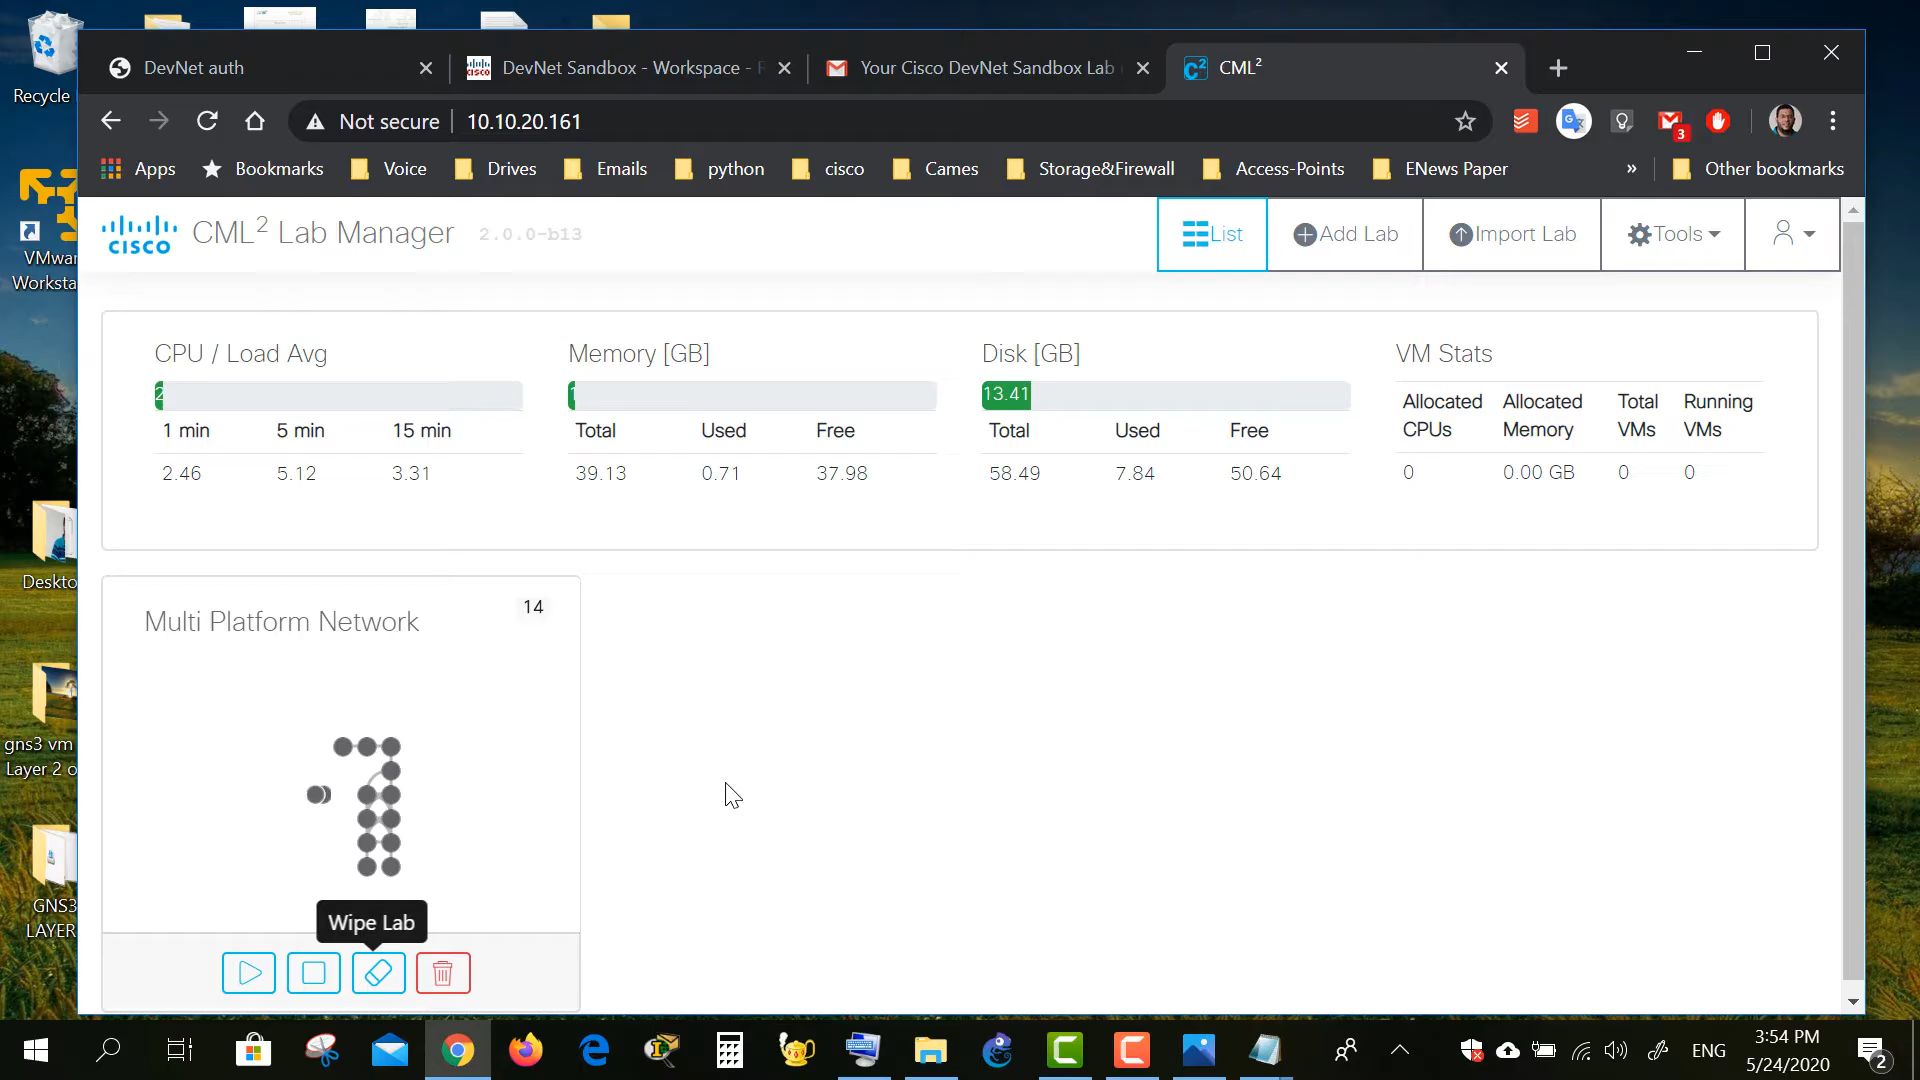 Recycle
VMwar
Worksta
Deskto
gns3 vm
Layer 2 o
GNS3
LAYER
DevNet auth
cisco
DevNet Sandbox - Workspace -
Your Cisco DevNet Sandbox Lab
CML²
Not secure
10.10.20.161
3
Apps
Bookmarks
Voice
Drives
Emails
python
cisco
Cames
Storage&Firewall
Access-Points
ENews Paper
»
Other bookmarks
CISCO
CML² Lab Manager
2.0.0-b13
List
Add Lab
Import Lab
Tools
CPU / Load Avg
2
1 min 5 min 15 min
2.46 5.12 3.31
Memory [GB]
1
Total Used Free
39.13 0.71 37.98
Disk [GB]
13.41
Total Used Free
58.49 7.84 50.64
VM Stats
Allocated CPUs Allocated Memory Total VMs Running VMs
0 0.00 GB 0 0
Multi Platform Network
14
Wipe Lab
ENG
3:54 PM
5/24/2020
2